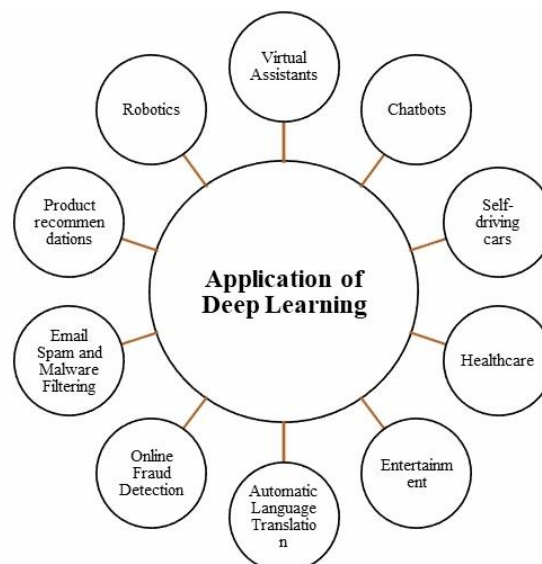 Virtual
Assistants
Chatbots
Self-
driving
cars
Healthcare
Entertainm
ent
Automatic
Language
Translatio
n
Online
Fraud
Detection
Email
Spam and
Malware
Filtering
Product
recommen
dations
Robotics
Application of
Deep Learning